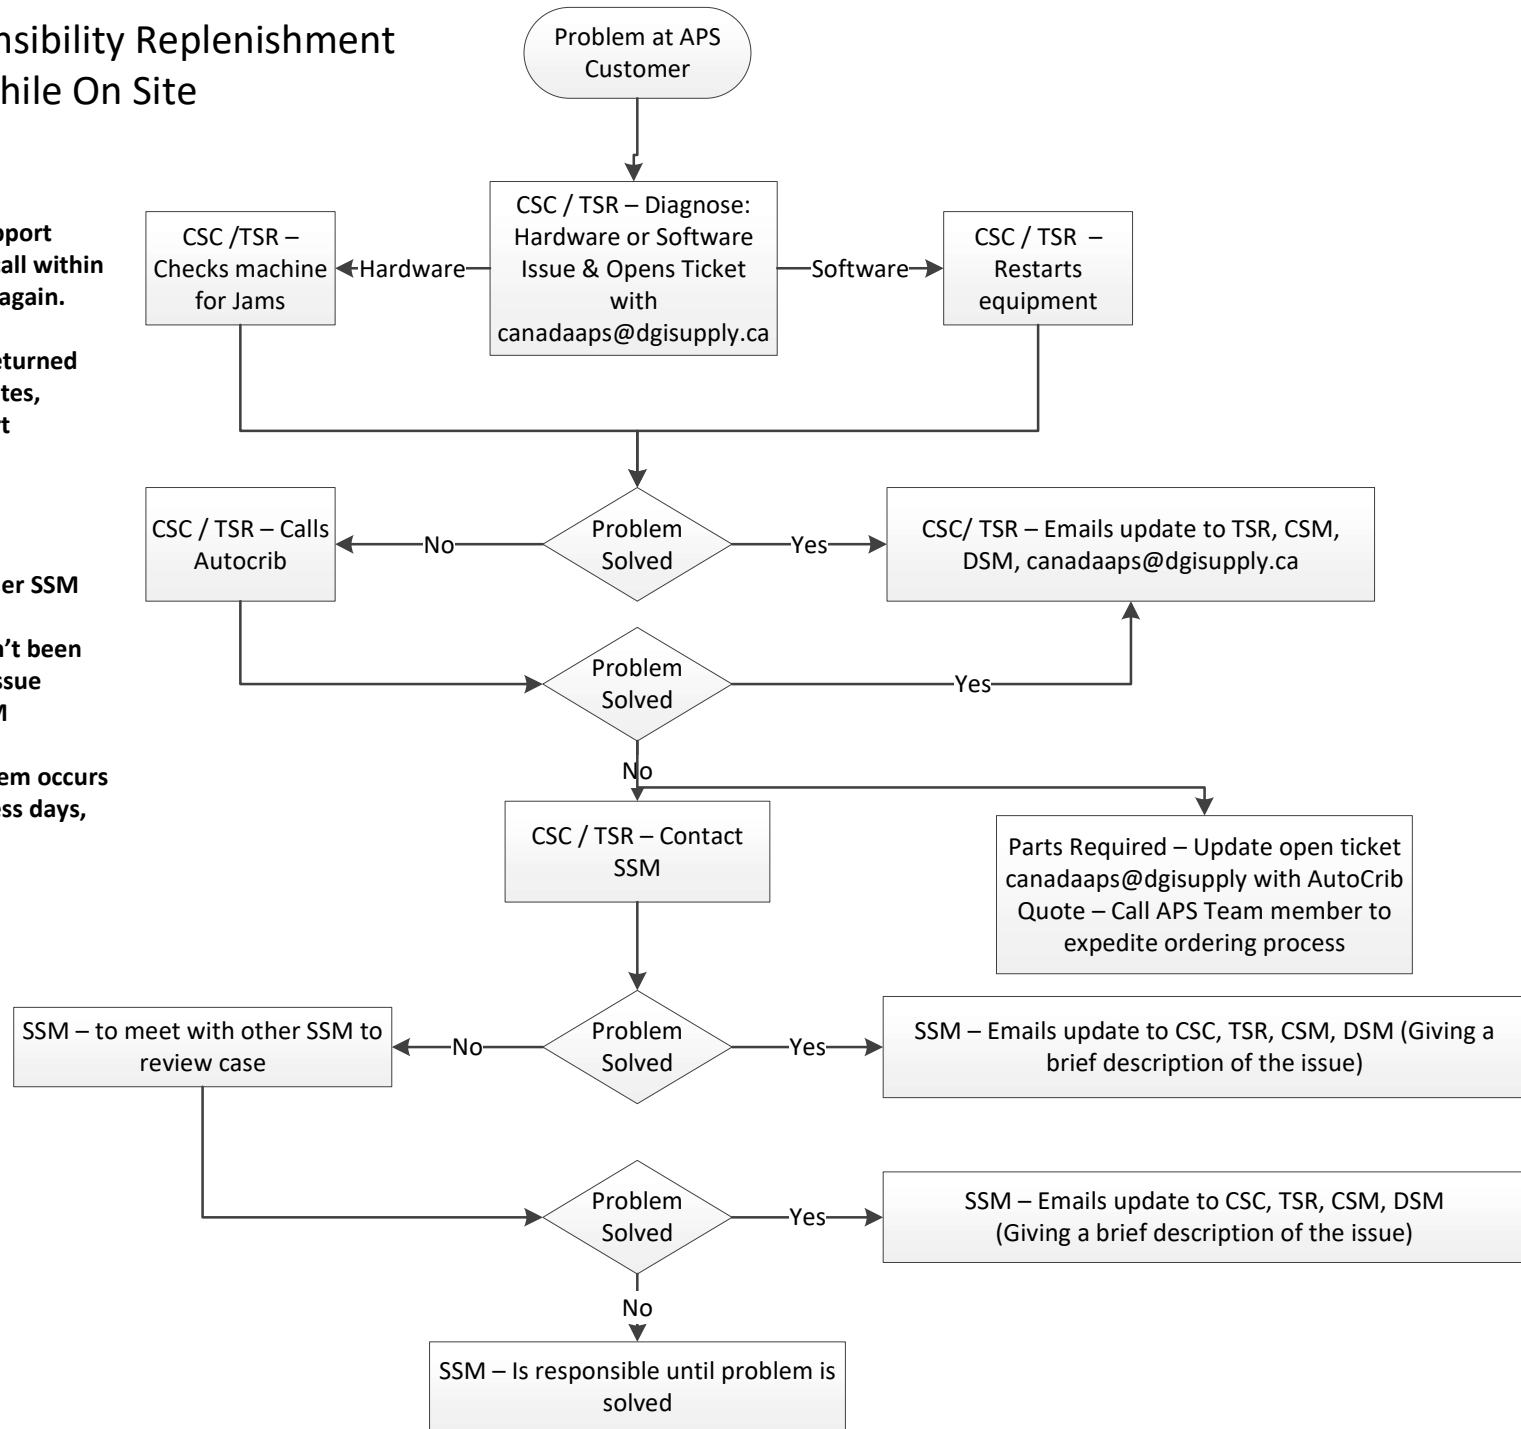 nsibility Replenishment
hile On Site
Problem at APS
Customer
pport
call within
again.
eturned
tes,
rt
er SSM
n’t been
ssue
M
em occurs
ess days,
CSC /TSR –
Checks machine
for Jams
Hardware
CSC / TSR – Diagnose:
Hardware or Software
Issue & Opens Ticket
with
canadaaps@dgisupply.ca
Software
CSC / TSR –
Restarts
equipment
CSC / TSR – Calls
Autocrib
No
Problem
Solved
Yes
CSC/ TSR – Emails update to TSR, CSM,
DSM, canadaaps@dgisupply.ca
Problem
Solved
Yes
No
CSC / TSR – Contact
SSM
Parts Required – Update open ticket
canadaaps@dgisupply with AutoCrib
Quote – Call APS Team member to
expedite ordering process
SSM – to meet with other SSM to
review case
No
Problem
Solved
Yes
SSM – Emails update to CSC, TSR, CSM, DSM (Giving a
brief description of the issue)
Problem
Solved
Yes
SSM – Emails update to CSC, TSR, CSM, DSM
(Giving a brief description of the issue)
No
SSM – Is responsible until problem is
solved